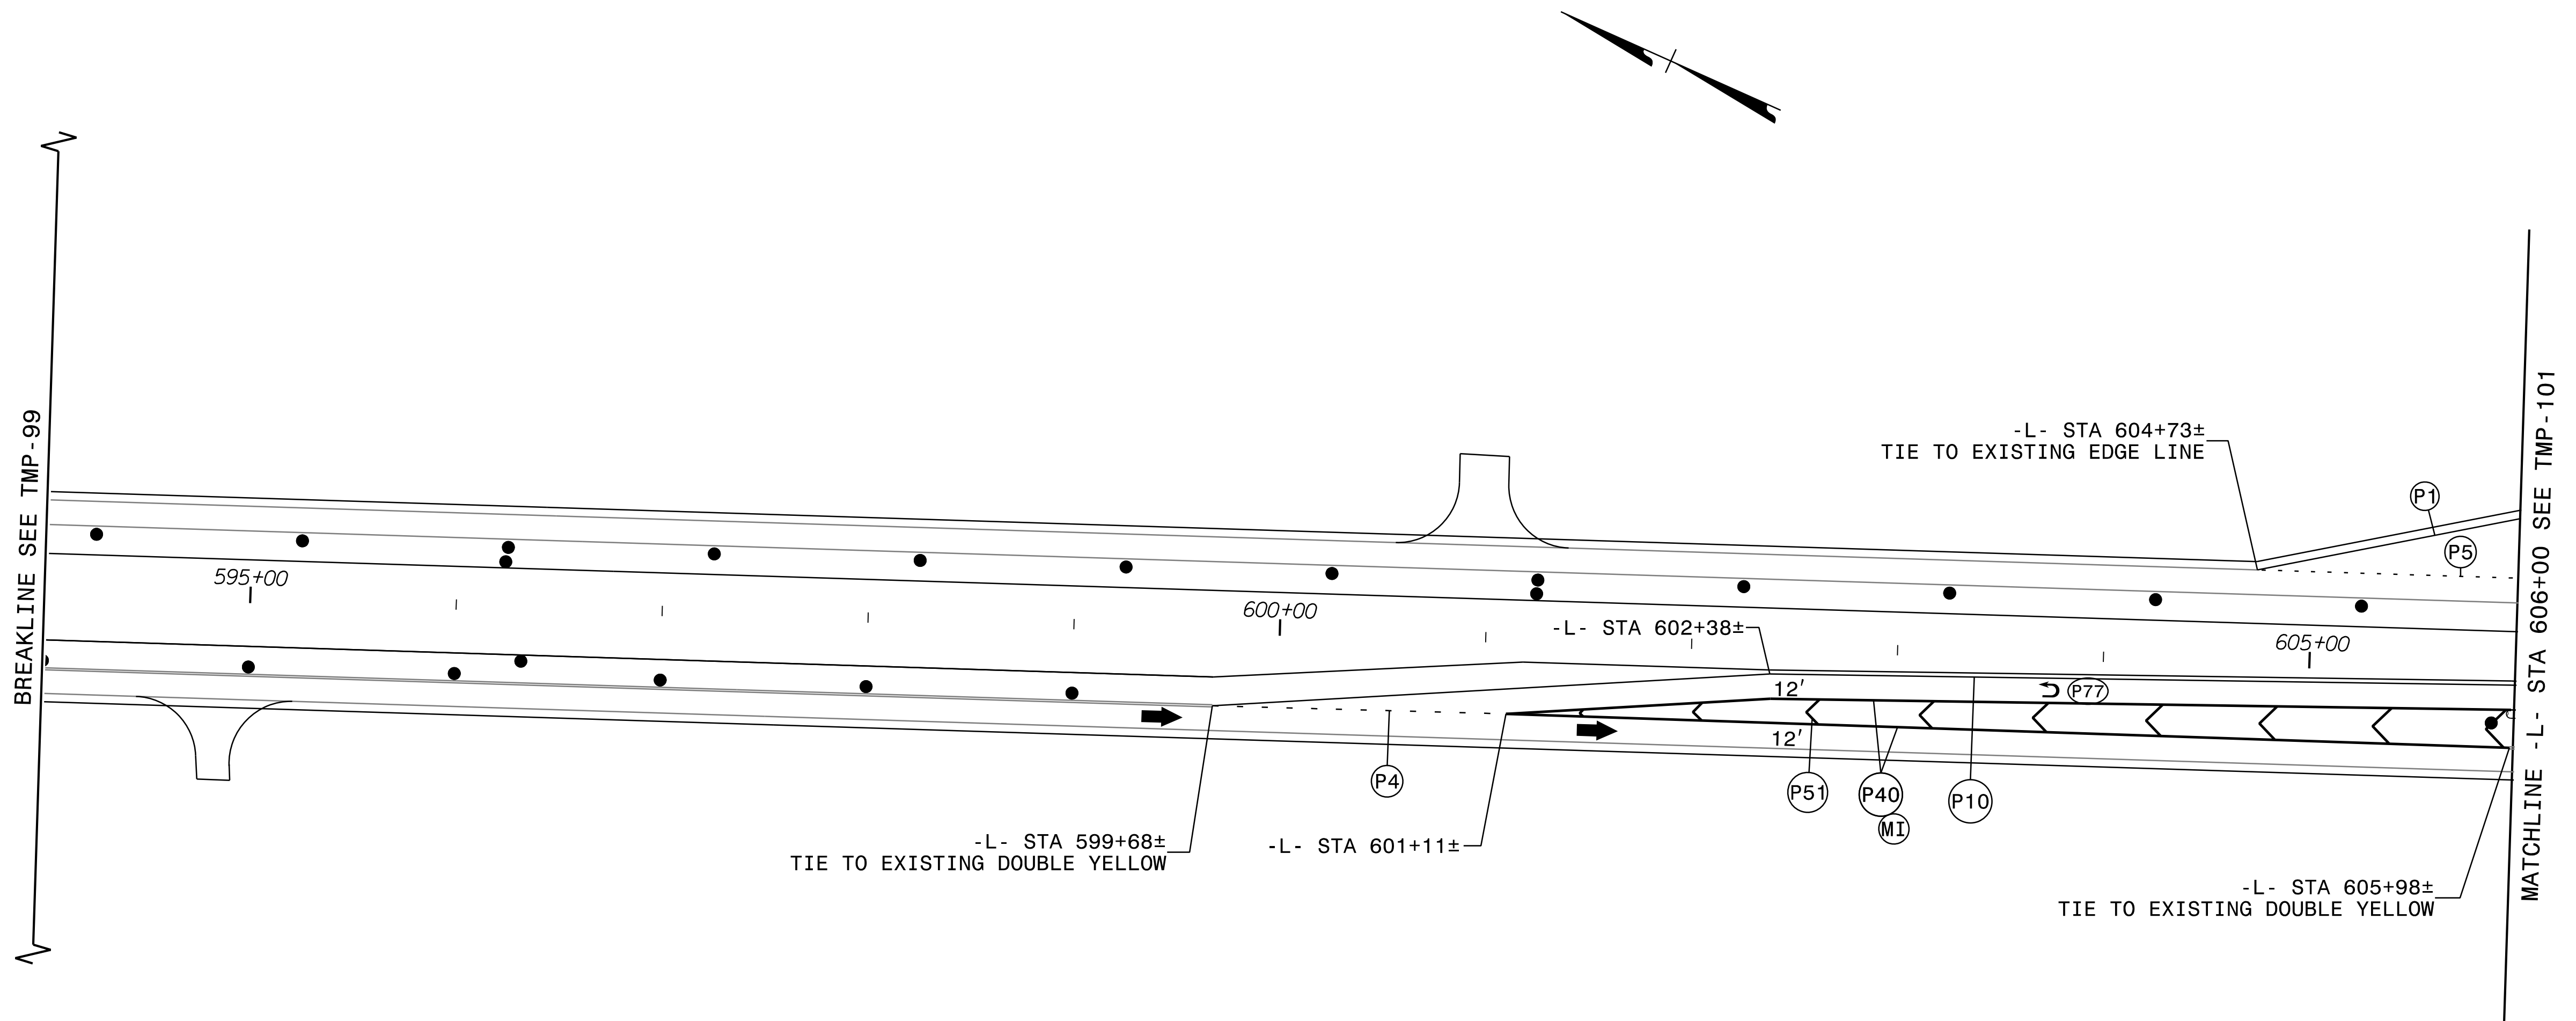 BREAKLINE SEE TMP-99
-L- STA 604+73±
TIE TO EXISTING EDGE LINE
P1
P5
595+00
600+00
-L- STA 602+38±
605+00
12'
P77
12'
P4
P51
P40
P10
MI
-L- STA 599+68±
TIE TO EXISTING DOUBLE YELLOW
-L- STA 601+11±
-L- STA 605+98±
TIE TO EXISTING DOUBLE YELLOW
MATCHLINE -L- STA 606+00 SEE TMP-101